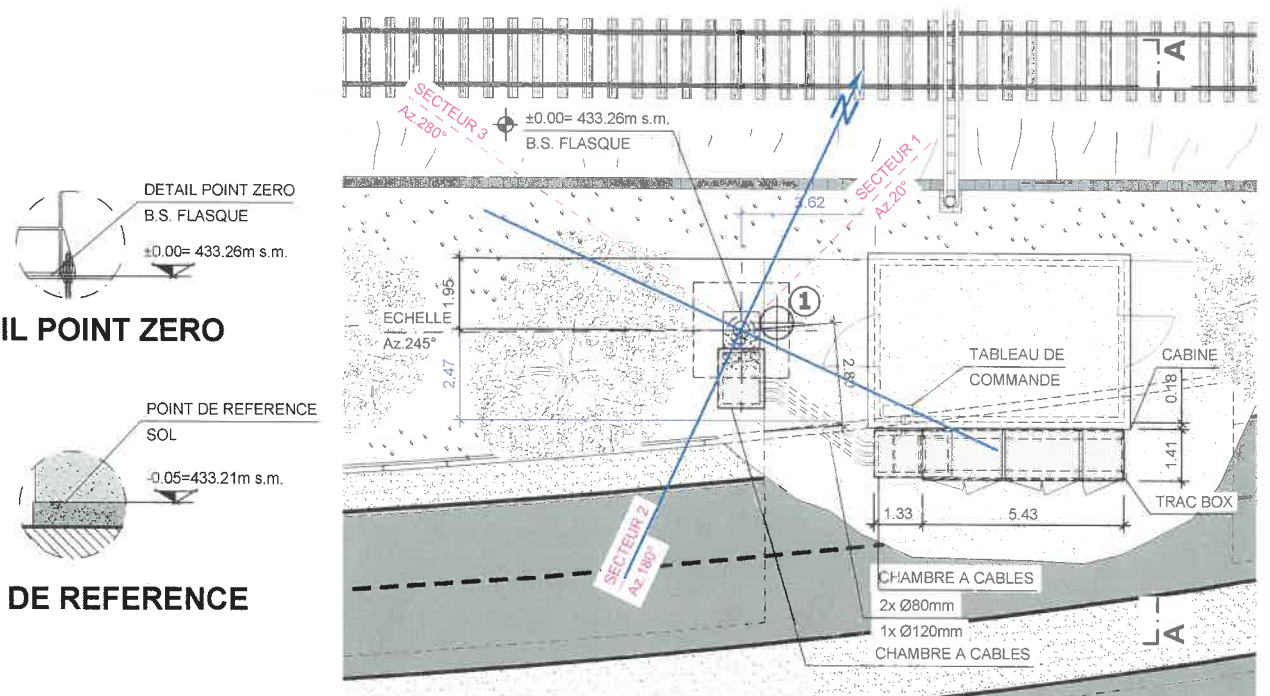 DETAIL POINT ZERO
B.S. FLASQUE
±0.00= 433.26m s.m.
IL POINT ZERO
POINT DE REFERENCE
SOL
-0.05=433.21m s.m.
DE REFERENCE
A
SECTEUR 3
Az.280°
±0.00= 433.26m s.m.
B.S. FLASQUE
N
SECTEUR 1
Az.20°
3.62
1.95
ECHELLE
Az.245°
2.47
1
TABLEAU DE
COMMANDE
CABINE
0.18
1.41
TRAC BOX
1.33
5.43
SECTEUR 2
Az.180°
CHAMBRE A CABLES
2x Ø80mm
1x Ø120mm
CHAMBRE A CABLES
A